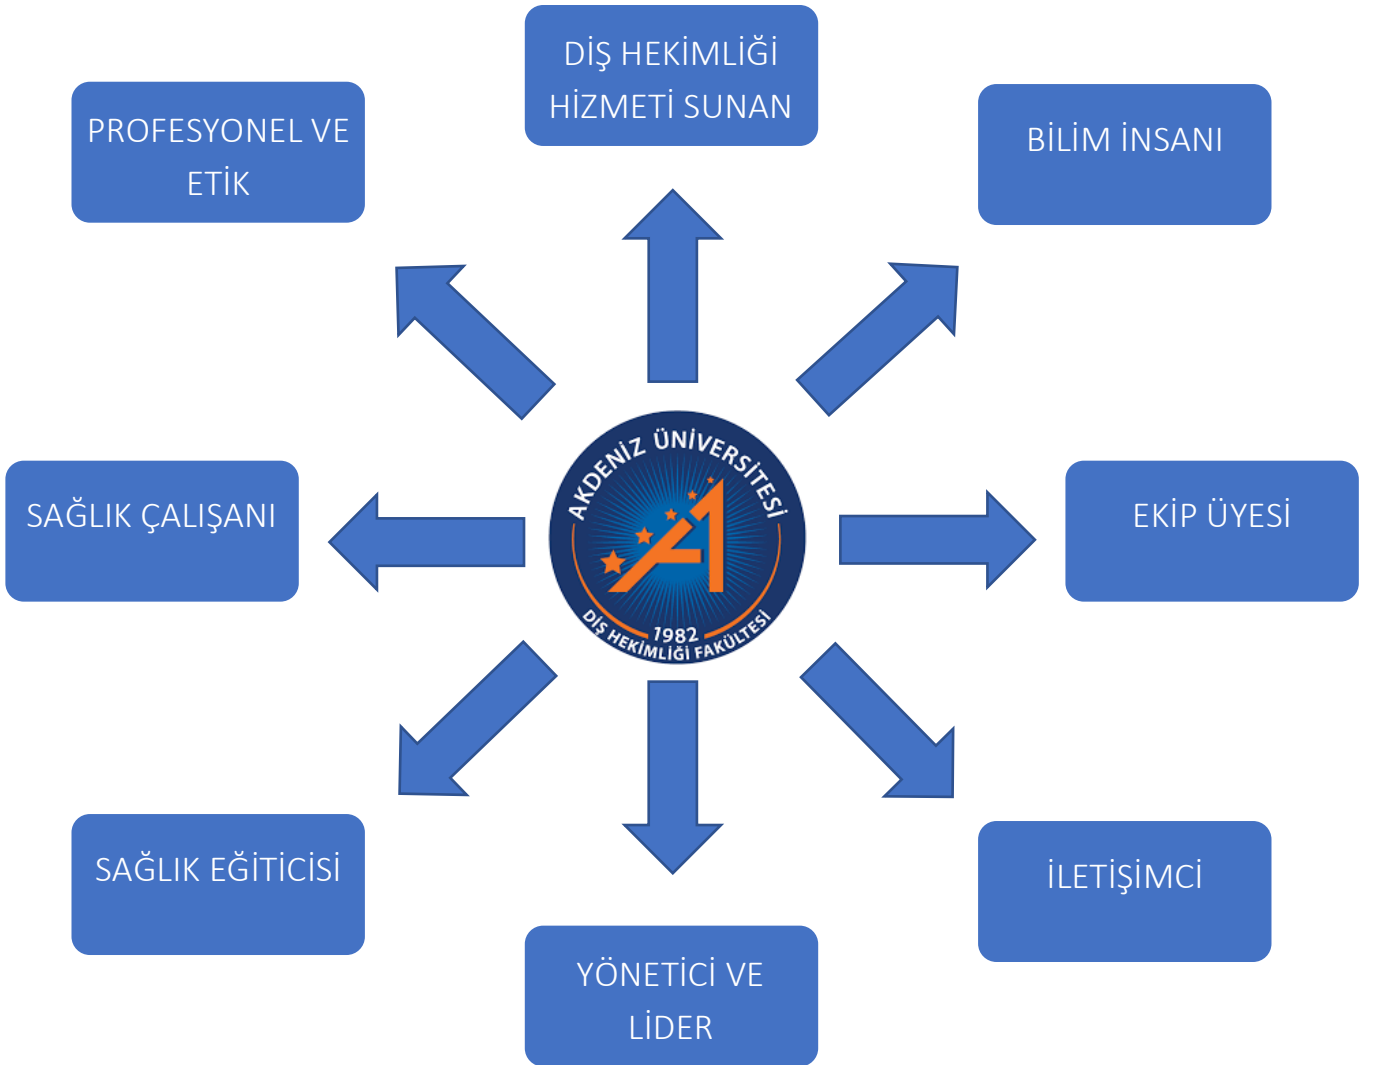 DİŞ HEKİMLİĞİ
HİZMETİ SUNAN
PROFESYONEL VE
ETİK
BİLİM İNSANI
AKDENİZ ÜNİVERSİTESİ
1982
DİŞ HEKİMLİĞİ FAKÜLTESİ
SAĞLIK ÇALIŞANI
EKİP ÜYESİ
SAĞLIK EĞİTİCİSİ
İLETİŞİMCİ
YÖNETİCİ VE
LİDER